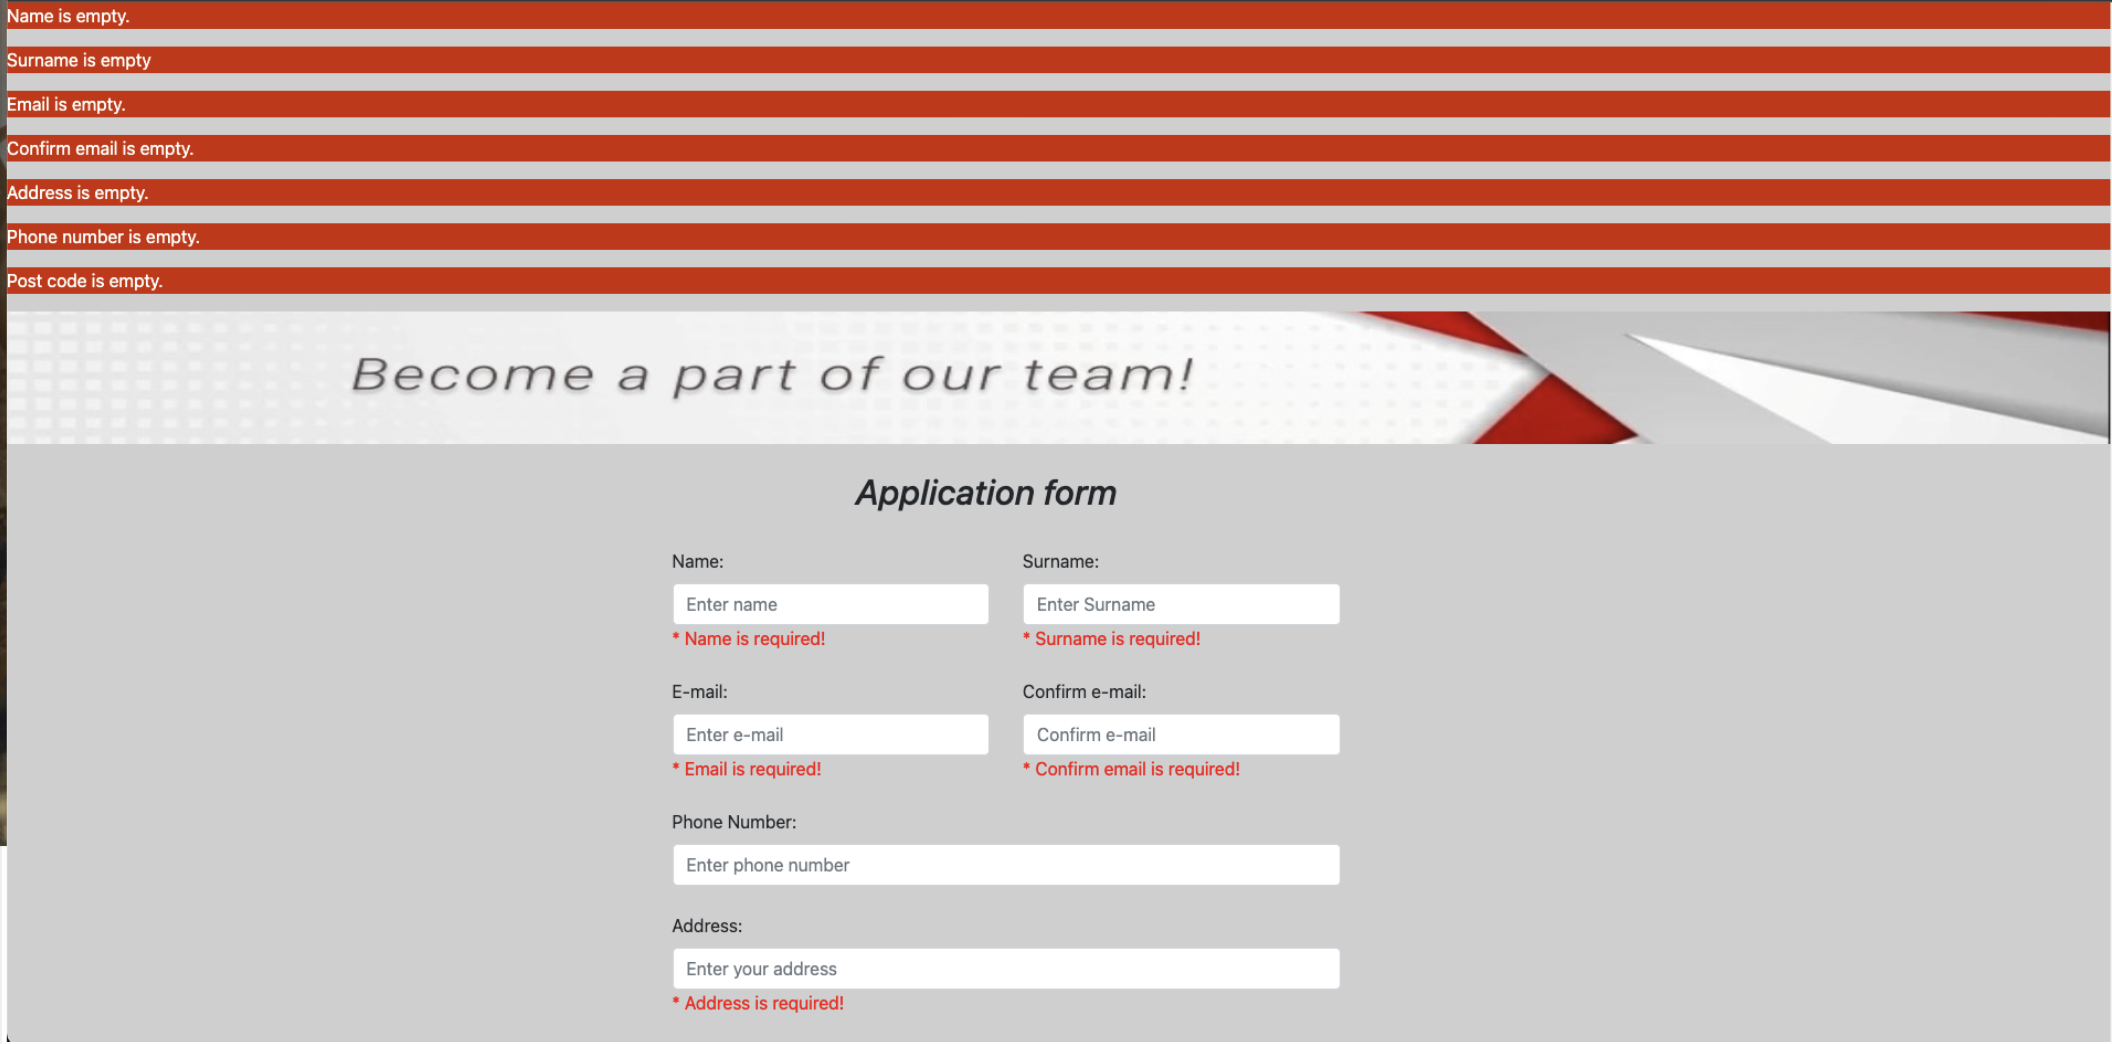 Name is empty.
Surname is empty
Email is empty.
Confirm email is empty.
Address is empty.
Phone number is empty.
Post code is empty.
Become a part of our team!
Application form
Name: Surname:
Enter name Enter Surname
* Name is required! * Surname is required!
E-mail: Confirm e-mail:
Enter e-mail Confirm e-mail
* Email is required! * Confirm email is required!
Phone Number:
Enter phone number
Address:
Enter your address
* Address is required!